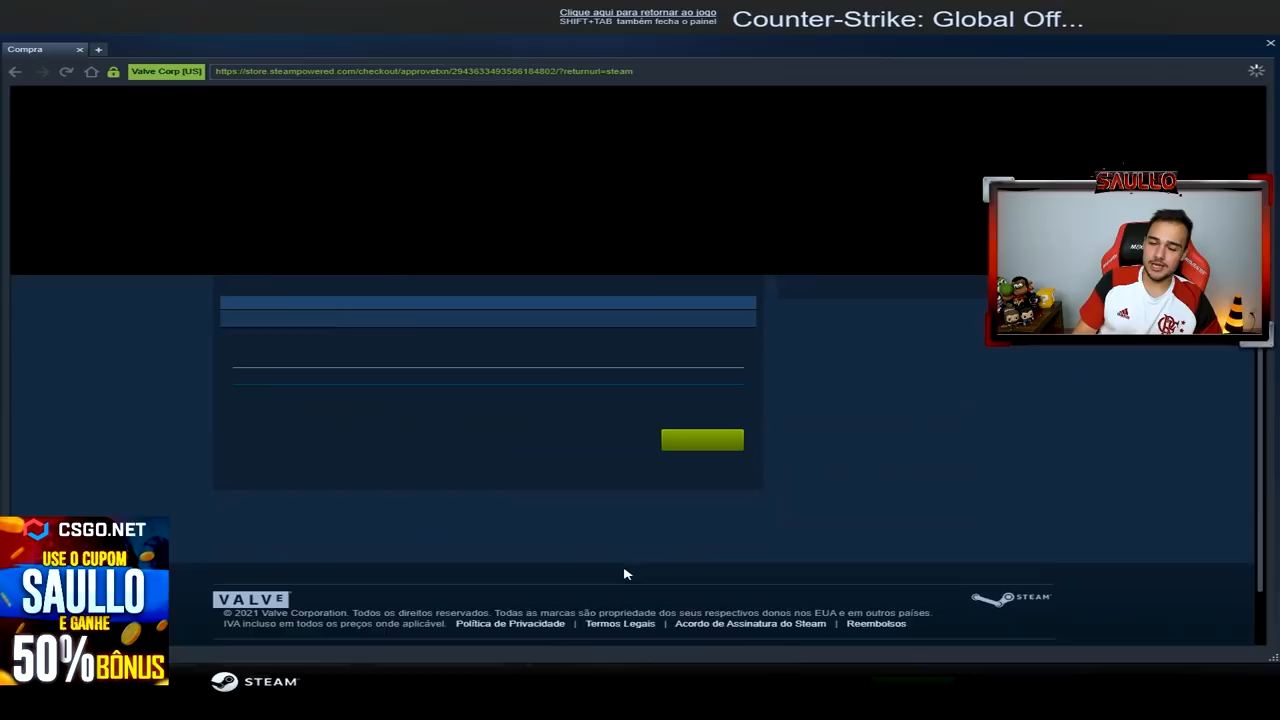 Clique aqui para retornar ao jogo
SHIFT+TAB também fecha o painel
Counter-Strike: Global Off...
Compra
Valve Corp [US]
https://store.steampowered.com/checkout/approvetxn/2943633493586184802/?returnurl=steam
SAULLO
CSGO.NET
USE O CUPOM
SAULLO
E GANHE
50% BÔNUS
VALVE
STEAM
© 2021 Valve Corporation. Todos os direitos reservados. Todas as marcas são propriedade dos seus respectivos donos nos EUA e em outros países.
IVA incluso em todos os preços onde aplicável. Política de Privacidade | Termos Legais | Acordo de Assinatura do Steam | Reembolsos
STEAM